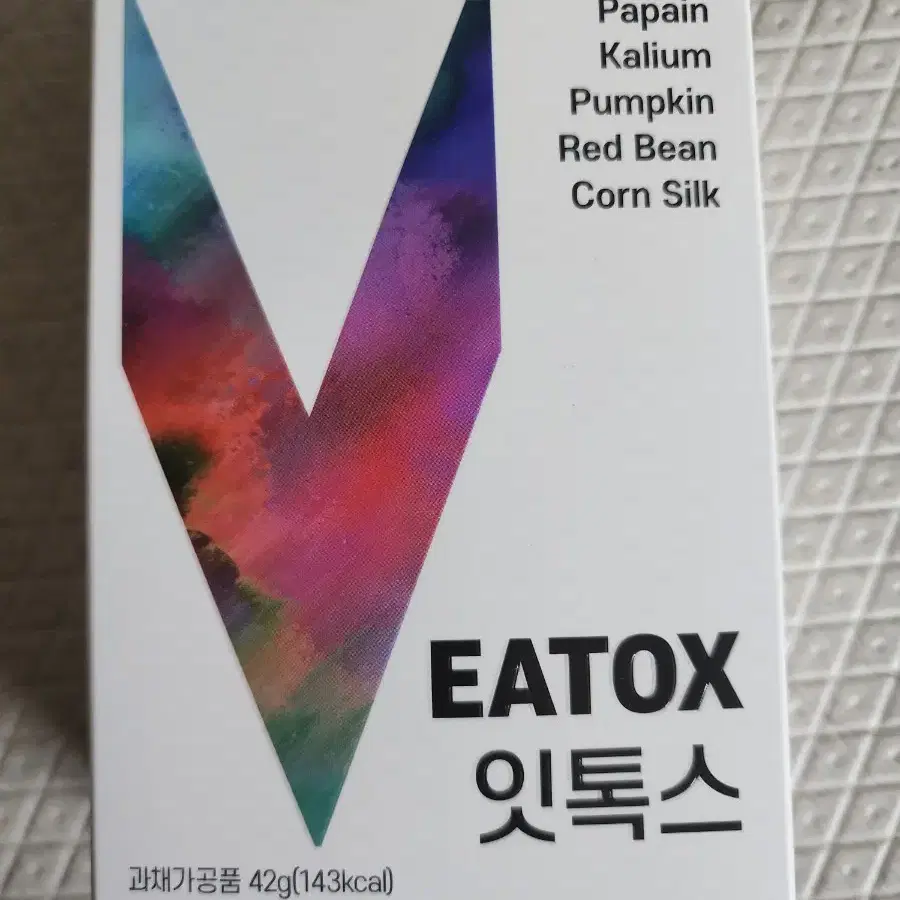 Papain
Kalium
Pumpkin
Red Bean
Corn Silk
EATOX
잇톡스
과채가공품 42g(143kcal)